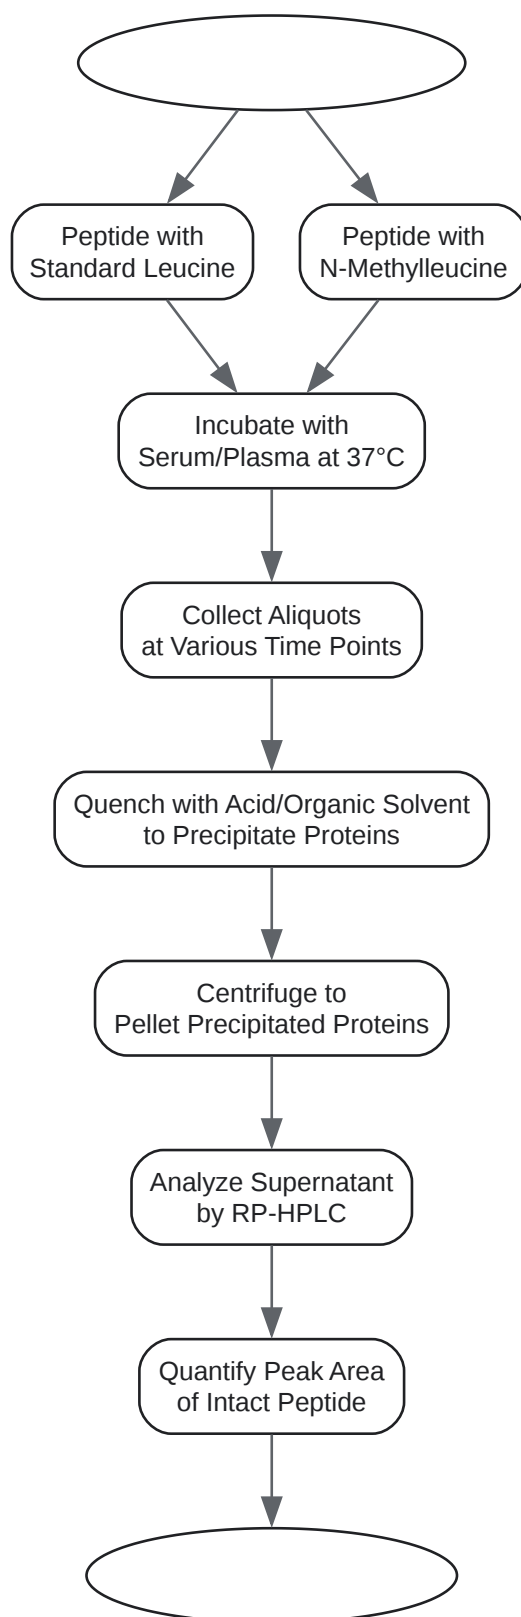 Peptide with
Standard Leucine
Peptide with
N-Methylleucine
Incubate with
Serum/Plasma at 37°C
Collect Aliquots
at Various Time Points
Quench with Acid/Organic Solvent
to Precipitate Proteins
Centrifuge to
Pellet Precipitated Proteins
Analyze Supernatant
by RP-HPLC
Quantify Peak Area
of Intact Peptide